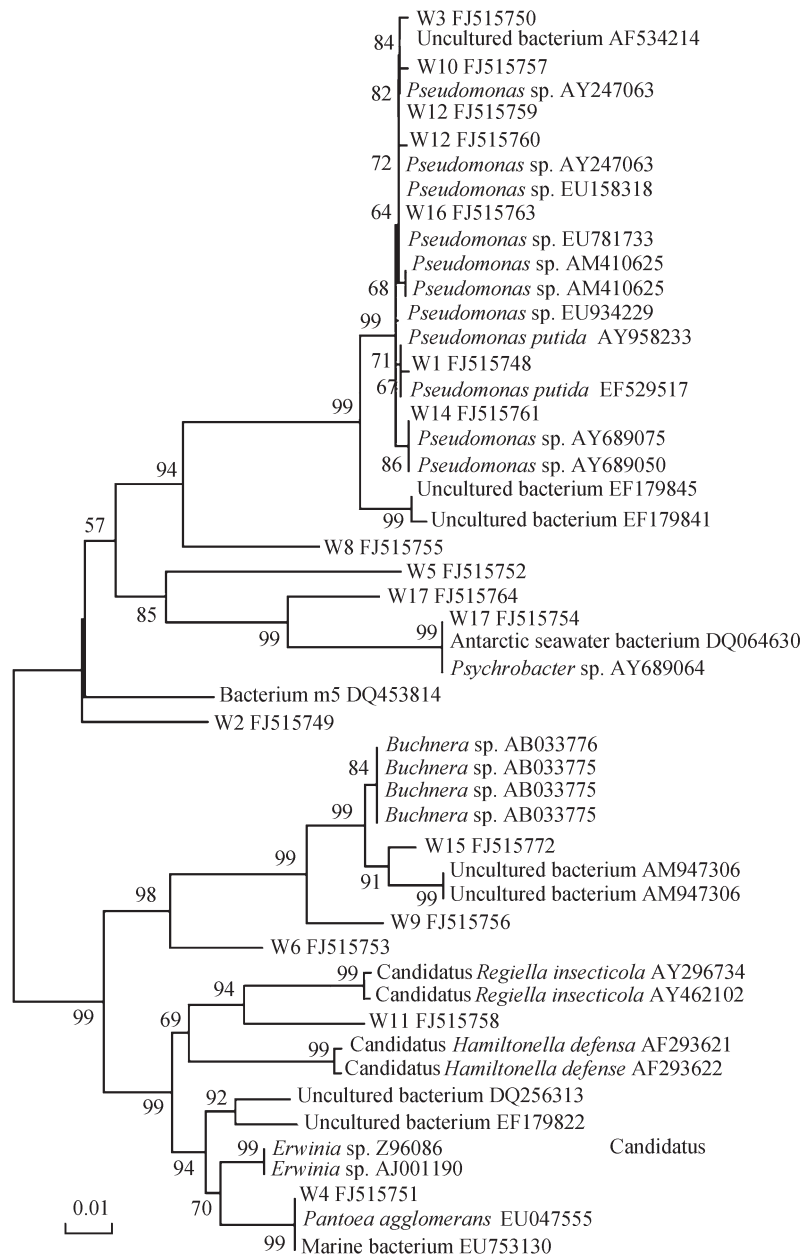 W3 FJ515750
84
Uncultured bacterium AF534214
W10 FJ515757
82
Pseudomonas sp. AY247063
W12 FJ515759
W12 FJ515760
72
Pseudomonas sp. AY247063
Pseudomonas sp. EU158318
64
W16 FJ515763
Pseudomonas sp. EU781733
Pseudomonas sp. AM410625
68
Pseudomonas sp. AM410625
Pseudomonas sp. EU934229
99
Pseudomonas putida AY958233
71
W1 FJ515748
67
Pseudomonas putida EF529517
99
W14 FJ515761
Pseudomonas sp. AY689075
86
Pseudomonas sp. AY689050
94
Uncultured bacterium EF179845
99
Uncultured bacterium EF179841
57
W8 FJ515755
W5 FJ515752
W17 FJ515764
85
W17 FJ515754
99
99
Antarctic seawater bacterium DQ064630
Psychrobacter sp. AY689064
Bacterium m5 DQ453814
W2 FJ515749
Buchnera sp. AB033776
84
Buchnera sp. AB033775
Buchnera sp. AB033775
99
Buchnera sp. AB033775
W15 FJ515772
99
Uncultured bacterium AM947306
91
99
Uncultured bacterium AM947306
98
W9 FJ515756
W6 FJ515753
99
Candidatus Regiella insecticola AY296734
94
Candidatus Regiella insecticola AY462102
99
69
W11 FJ515758
99
Candidatus Hamiltonella defensa AF293621
Candidatus Hamiltonella defense AF293622
92
Uncultured bacterium DQ256313
99
Uncultured bacterium EF179822
99
Erwinia sp. Z96086
Candidatus
94
Erwinia sp. AJ001190
W4 FJ515751
70
0.01
Pantoea agglomerans EU047555
99
Marine bacterium EU753130